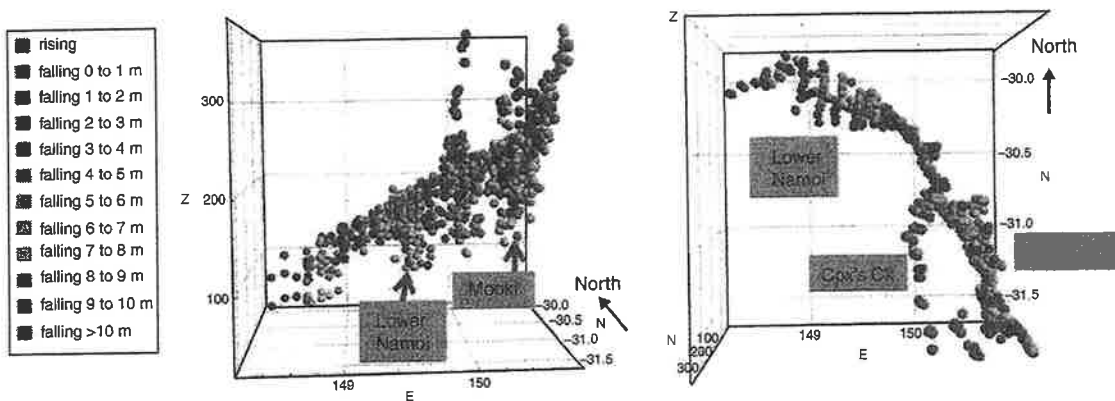 rising
falling 0 to 1 m
falling 1 to 2 m
falling 2 to 3 m
falling 3 to 4 m
falling 4 to 5 m
falling 5 to 6 m
falling 6 to 7 m
falling 7 to 8 m
falling 8 to 9 m
falling 9 to 10 m
falling >10 m
300
Z
200
100
Lower
Namoi
Mooki
North
-30.0
-30.5
N
-31.0
-31.5
149
150
E
Z
North
-30.0
Lower
Namoi
-30.5
N
-31.0
Cox's Ck
-31.5
N
100
200
300
149
150
E